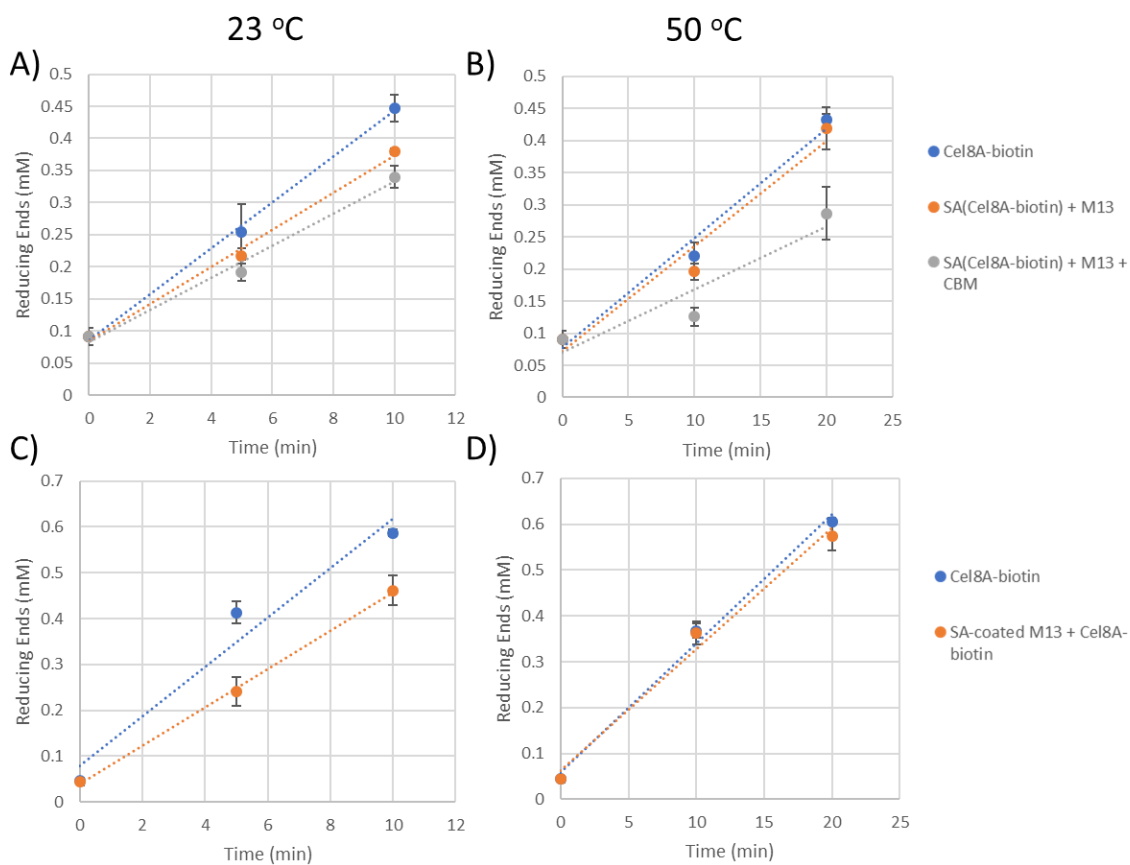 23 °C
50 °C
A)
B)
Reducing Ends (mM)
0.5
0.45
0.4
0.35
0.3
0.25
0.2
0.15
0.1
0.05
0
0 2 4 6 8 10 12
Time (min)
Reducing Ends (mM)
0.5
0.45
0.4
0.35
0.3
0.25
0.2
0.15
0.1
0.05
0
0 5 10 15 20 25
Time (min)
Cel8A-biotin
SA(Cel8A-biotin) + M13
SA(Cel8A-biotin) + M13 +
CBM
C)
D)
Reducing Ends (mM)
0.7
0.6
0.5
0.4
0.3
0.2
0.1
0
0 2 4 6 8 10 12
Time (min)
Reducing Ends (mM)
0.7
0.6
0.5
0.4
0.3
0.2
0.1
0
0 5 10 15 20 25
Time (min)
Cel8A-biotin
SA-coated M13 + Cel8A-
biotin